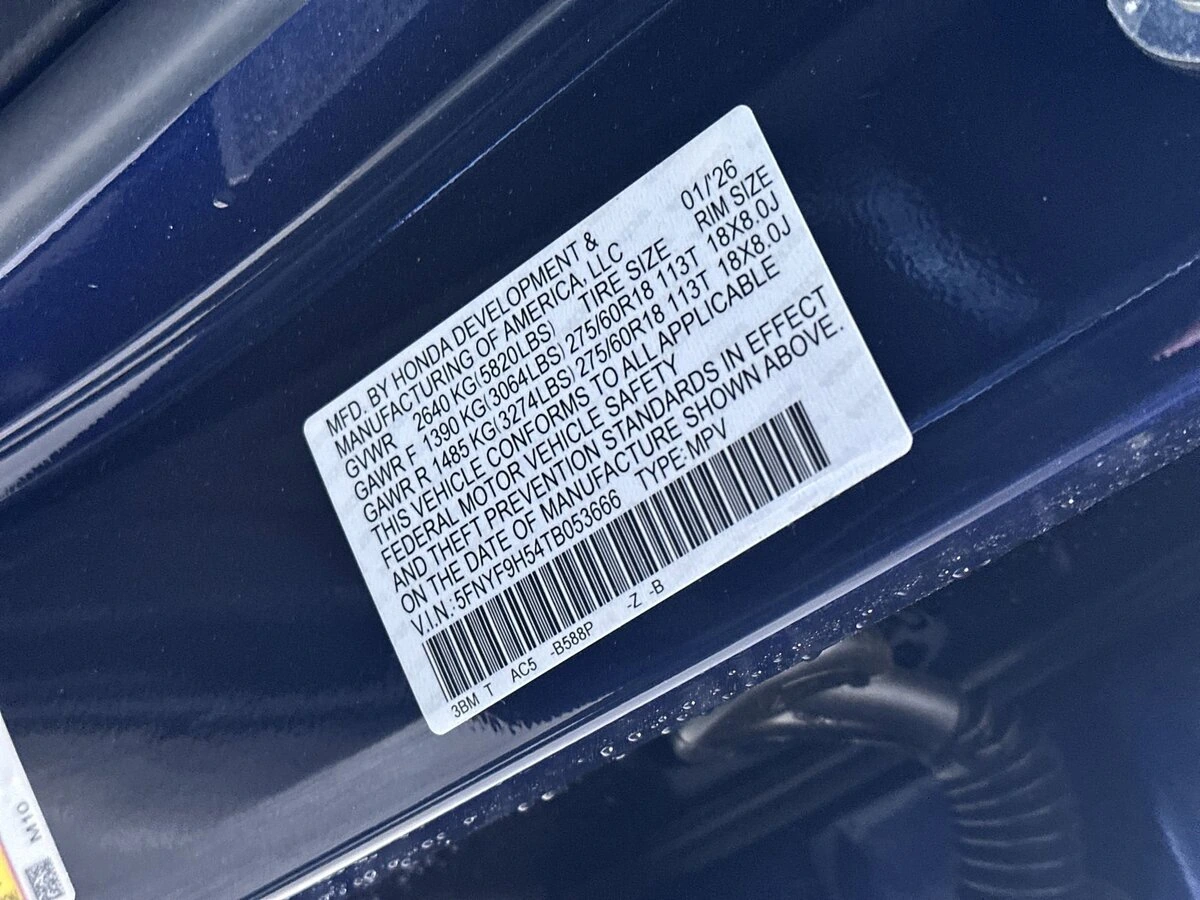 MFD. BY HONDA DEVELOPMENT &
MANUFACTURING OF AMERICA, LLC 01/'26
GVWR 2640 KG(5820LBS) TIRE SIZE RIM SIZE
GAWR F 1390 KG(3064LBS) 275/60R18 113T 18X8.0J
GAWR R 1485 KG(3274LBS) 275/60R18 113T 18X8.0J
THIS VEHICLE CONFORMS TO ALL APPLICABLE
FEDERAL MOTOR VEHICLE SAFETY
AND THEFT PREVENTION STANDARDS IN EFFECT
ON THE DATE OF MANUFACTURE SHOWN ABOVE.
V.I.N.: 5FNYF9H54TB053666 TYPE: MPV
3BM T AC5 -B588P -Z -B
M10